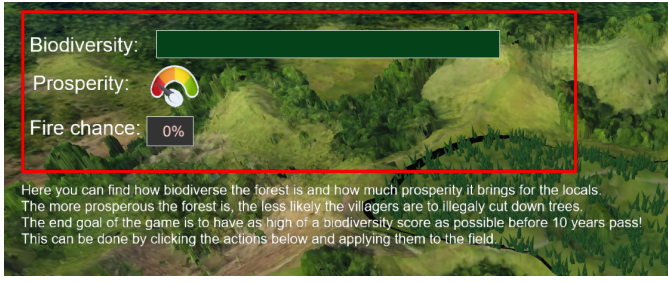 Biodiversity:
Prosperity:
Fire chance: 0%
Here you can find how biodiverse the forest is and how much prosperity it brings for the locals.
The more prosperous the forest is, the less likely the villagers are to illegaly cut down trees.
The end goal of the game is to have as high of a biodiversity score as possible before 10 years pass!
This can be done by clicking the actions below and applying them to the field.